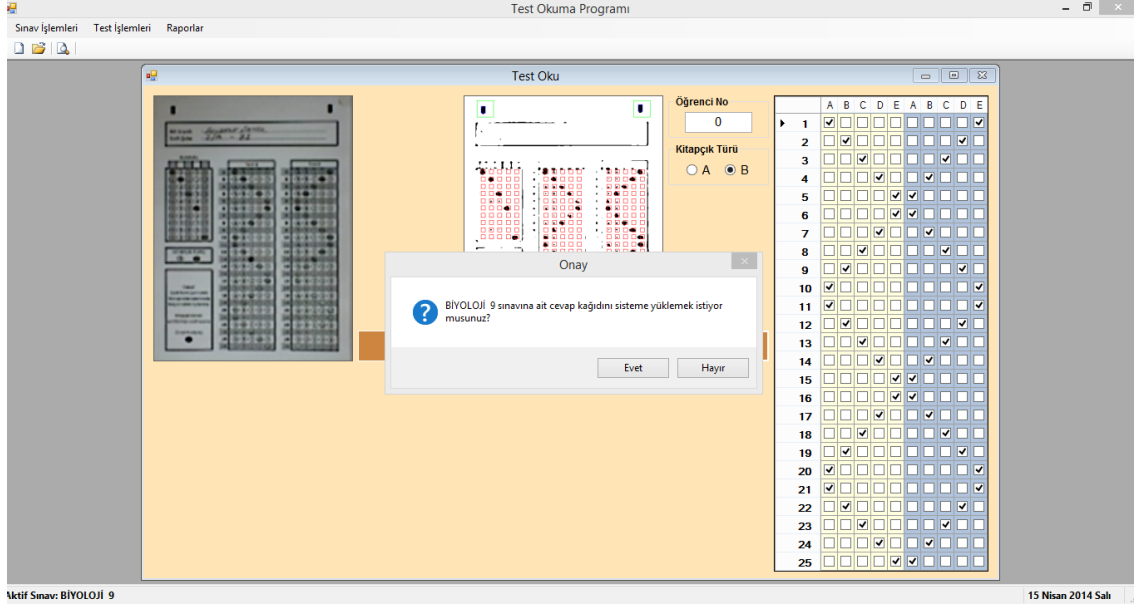 Test Okuma Programı
Sınav İşlemleri Test İşlemleri Raporlar
Test Oku
Öğrenci No
0
Kitapçık Türü
A B
A B C D E A B C D E
1
2
3
4
5
6
7
8
9
10
11
12
13
14
15
16
17
18
19
20
21
22
23
24
25
Onay
BİYOLOJİ 9 sınavına ait cevap kağıdını sisteme yüklemek istiyor
musunuz?
Evet Hayır
Aktif Sınav: BİYOLOJİ 9 15 Nisan 2014 Salı